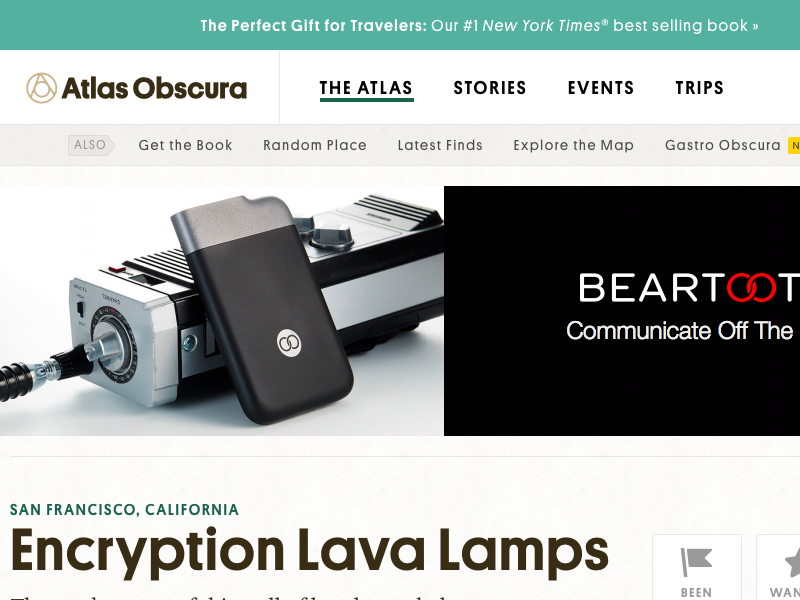 The Perfect Gift for Travelers: Our #1 New York Times® best selling book »
Atlas Obscura
THE ATLAS STORIES EVENTS TRIPS
ALSO Get the Book Random Place Latest Finds Explore the Map Gastro Obscura N
CHANNEL
BEARTOOT
Communicate Off The
SAN FRANCISCO, CALIFORNIA
Encryption Lava Lamps
BEEN WAN